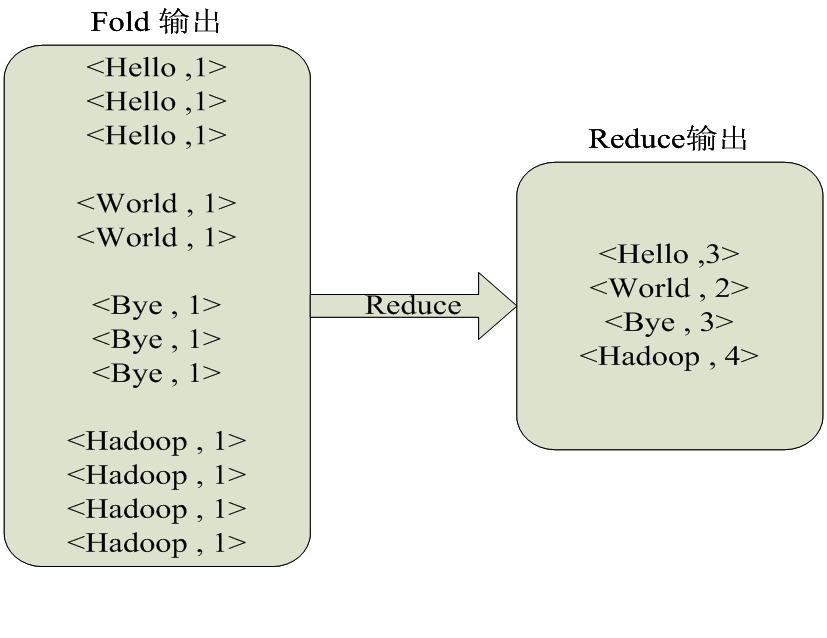 Fold 输出
<Hello ,1>
<Hello ,1>
<Hello ,1>
<World , 1>
<World , 1>
<Bye , 1>
<Bye , 1>
<Bye , 1>
<Hadoop , 1>
<Hadoop , 1>
<Hadoop , 1>
<Hadoop , 1>
Reduce
Reduce输出
<Hello ,3>
<World , 2>
<Bye , 3>
<Hadoop , 4>